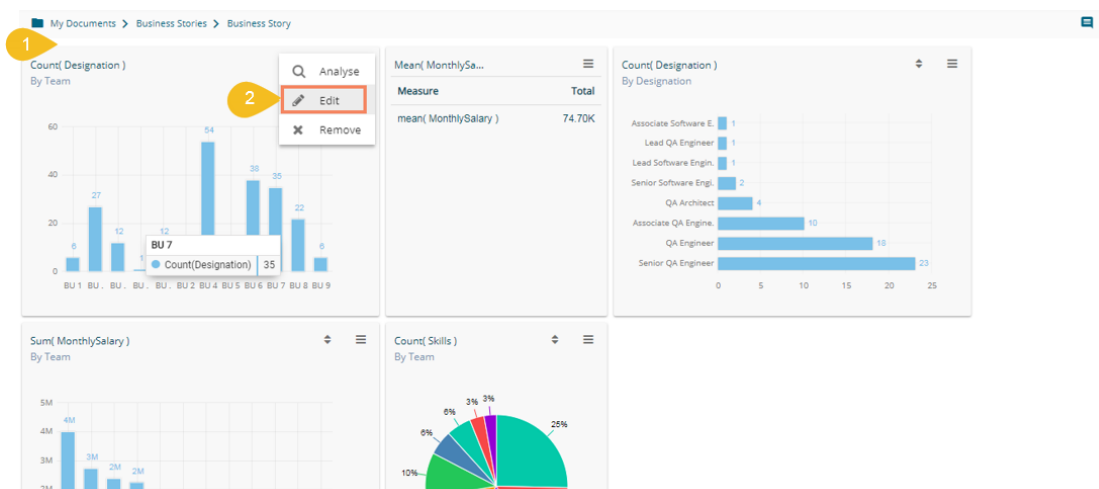 My Documents > Business Stories > Business Story
1
Count( Designation )
By Team
Analyse
2
Edit
Remove
60
40
20
0
6
27
12
1
12
54
38
35
22
6
BU 7
Count(Designation) 35
BU 1 BU . BU . BU . BU . BU 2 BU 4 BU 5 BU 6 BU 7 BU 8 BU 9
Mean( MonthlySa...
Measure Total
mean( MonthlySalary ) 74.70K
Count( Designation )
By Designation
Associate Software E. 1
Lead QA Engineer 1
Lead Software Engin. 1
Senior Software Engi. 2
QA Architect 4
Associate QA Engine. 10
QA Engineer 18
Senior QA Engineer 23
0 5 10 15 20 25
Sum( MonthlySalary )
By Team
5M
4M
3M
2M
4M
3M
2M
2M
Count( Skills )
By Team
3% 3%
6%
25%
6%
10%